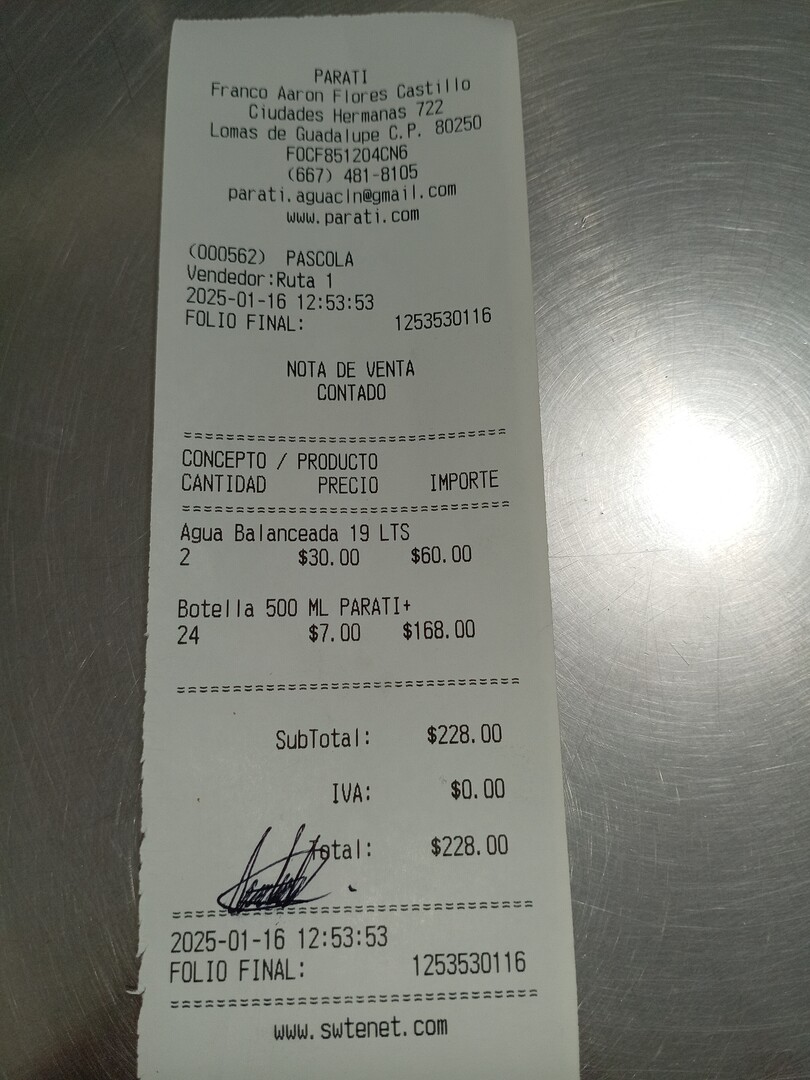 PARATI
Franco Aaron Flores Castillo
Ciudades Hermanas 722
Lomas de Guadalupe C.P. 80250
FOCF851204CN6
(667) 481-8105
parati.aguacln@gmail.com
www.parati.com
(000562) PASCOLA
Vendedor:Ruta 1
2025-01-16 12:53:53
FOLIO FINAL: 1253530116
NOTA DE VENTA
CONTADO
================================
CONCEPTO / PRODUCTO
CANTIDAD PRECIO IMPORTE
================================
Agua Balanceada 19 LTS
2 $30.00 $60.00
Botella 500 ML PARATI+
24 $7.00 $168.00
================================
SubTotal: $228.00
IVA: $0.00
Total: $228.00
================================
2025-01-16 12:53:53
FOLIO FINAL: 1253530116
================================
www.swtenet.com